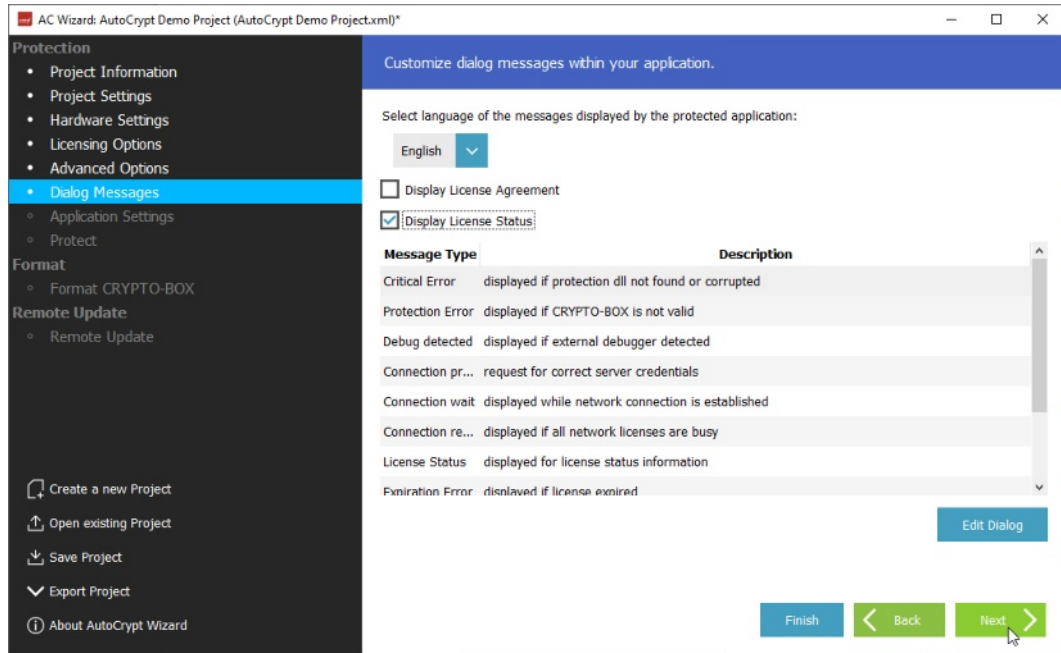 AC Wizard: AutoCrypt Demo Project (AutoCrypt Demo Project.xml)*
Protection
Project Information
Project Settings
Hardware Settings
Licensing Options
Advanced Options
Dialog Messages
Application Settings
Protect
Format
Format CRYPTO-BOX
Remote Update
Remote Update
Create a new Project
Open existing Project
Save Project
Export Project
About AutoCrypt Wizard
Customize dialog messages within your application.
Select language of the messages displayed by the protected application:
English
Display License Agreement
Display License Status
Message Type Description
Critical Error displayed if protection dll not found or corrupted
Protection Error displayed if CRYPTO-BOX is not valid
Debug detected displayed if external debugger detected
Connection pr... request for correct server credentials
Connection wait displayed while network connection is established
Connection re... displayed if all network licenses are busy
License Status displayed for license status information
Expiration Error displayed if license expired
Edit Dialog
Finish Back Next